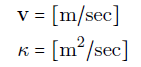 v = [m/sec]
κ = [m²/sec]